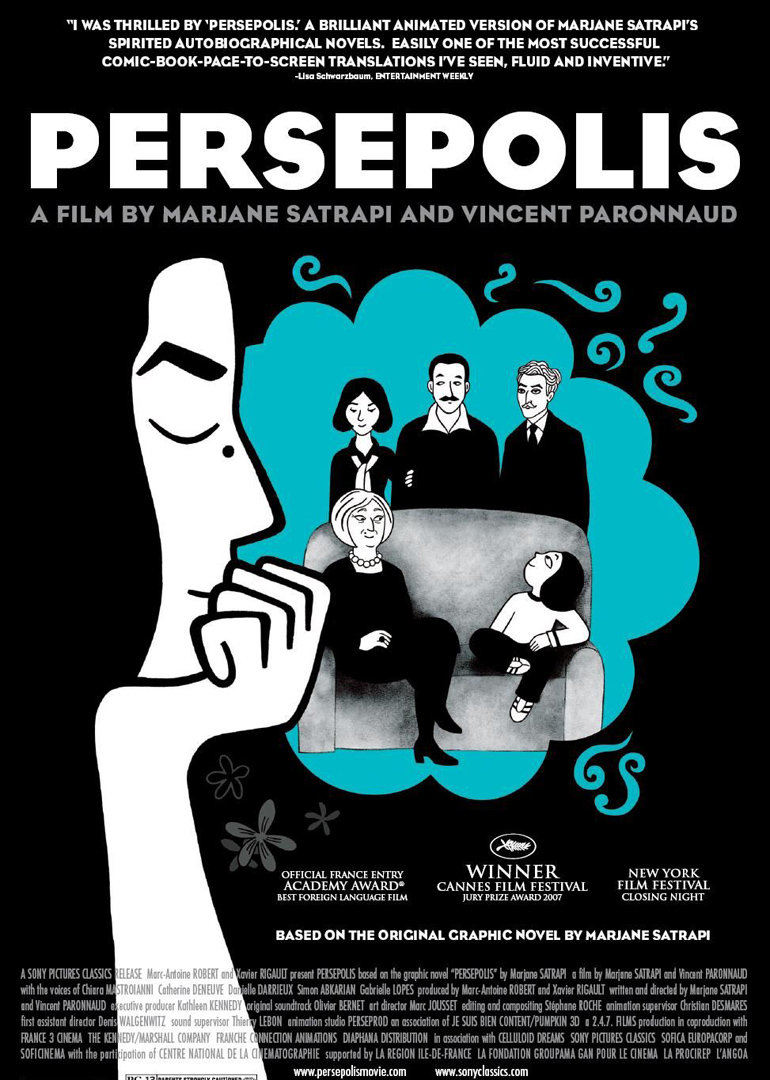 "I WAS THRILLED BY 'PERSEPOLIS.' A BRILLIANT ANIMATED VERSION OF MARJANE SATRAPI'S
SPIRITED AUTOBIOGRAPHICAL NOVELS. EASILY ONE OF THE MOST SUCCESSFUL
COMIC-BOOK-PAGE-TO-SCREEN TRANSLATIONS I'VE SEEN, FLUID AND INVENTIVE."
-Lisa Schwarzbaum, ENTERTAINMENT WEEKLY
PERSEPOLIS
A FILM BY MARJANE SATRAPI AND VINCENT PARONNAUD
OFFICIAL FRANCE ENTRY
ACADEMY AWARD®
BEST FOREIGN LANGUAGE FILM
WINNER
CANNES FILM FESTIVAL
JURY PRIZE AWARD 2007
NEW YORK
FILM FESTIVAL
CLOSING NIGHT
BASED ON THE ORIGINAL GRAPHIC NOVEL BY MARJANE SATRAPI
A SONY PICTURES CLASSICS RELEASE Marc-Antoine ROBERT and Xavier RIGAULT present PERSEPOLIS based on the graphic novel "PERSEPOLIS" by Marjane SATRAPI a film by Marjane SATRAPI and Vincent PARONNAUD
with the voices of Chiara MASTROIANNI Catherine DENEUVE Danielle DARRIEUX Simon ABKARIAN Gabrielle LOPES produced by Marc-Antoine ROBERT and Xavier RIGAULT written and directed by Marjane SATRAPI
and Vincent PARONNAUD executive producer Kathleen KENNEDY original soundtrack Olivier BERNET art director Marc JOUSSET editing and compositing Stéphane ROCHE animation supervisor Christian DESMARES
first assistant director Denis WALGENWITZ sound supervisor Thierry LEBON animation studio PERSEPROD an association of JE SUIS BIEN CONTENT/PUMPKIN 3D a 2.4.7. FILMS production in coproduction with
FRANCE 3 CINEMA THE KENNEDY/MARSHALL COMPANY FRANCHE CONNECTION ANIMATIONS DIAPHANA DISTRIBUTION in association with CELLULOID DREAMS SONY PICTURES CLASSICS SOFICA EUROPACORP and
SOFICINEMA with the participation of CENTRE NATIONAL DE LA CINEMATOGRAPHIE supported by LA REGION ILE-DE-FRANCE LA FONDATION GROUPAMA GAN POUR LE CINEMA LA PROCIREP L'ANGOA
www.persepolismovie.com www.sonyclassics.com
PG-13 PARENTS STRONGLY CAUTIONED